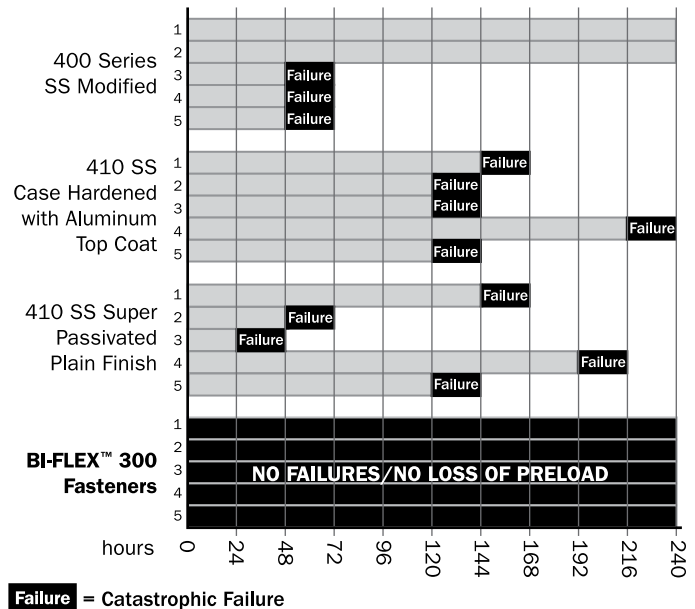 400 Series
SS Modified
1
2
3 Failure
4 Failure
5 Failure
410 SS
Case Hardened
with Aluminum
Top Coat
1 Failure
2 Failure
3 Failure
4 Failure
5 Failure
410 SS Super
Passivated
Plain Finish
1 Failure
2 Failure
3 Failure
4 Failure
5 Failure
BI-FLEX™ 300
Fasteners
1
2
3
4
5
NO FAILURES/NO LOSS OF PRELOAD
hours 0 24 48 72 96 120 144 168 192 216 240
Failure = Catastrophic Failure